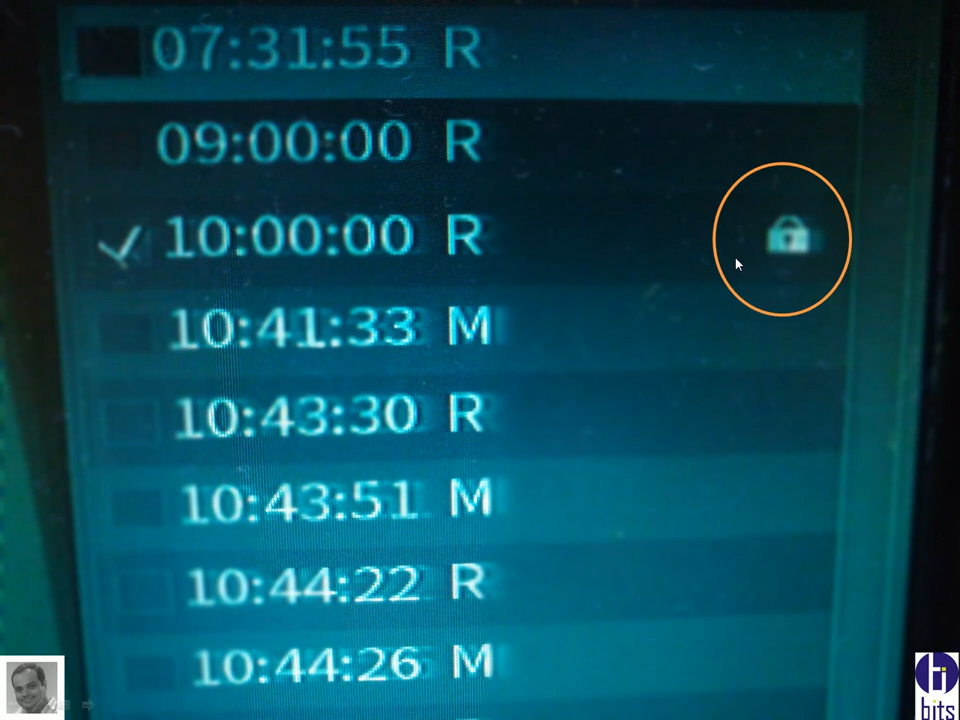 07:31:55 R
09:00:00 R
10:00:00 R
10:41:33 M
10:43:30 R
10:43:51 M
10:44:22 R
10:44:26 M
bits